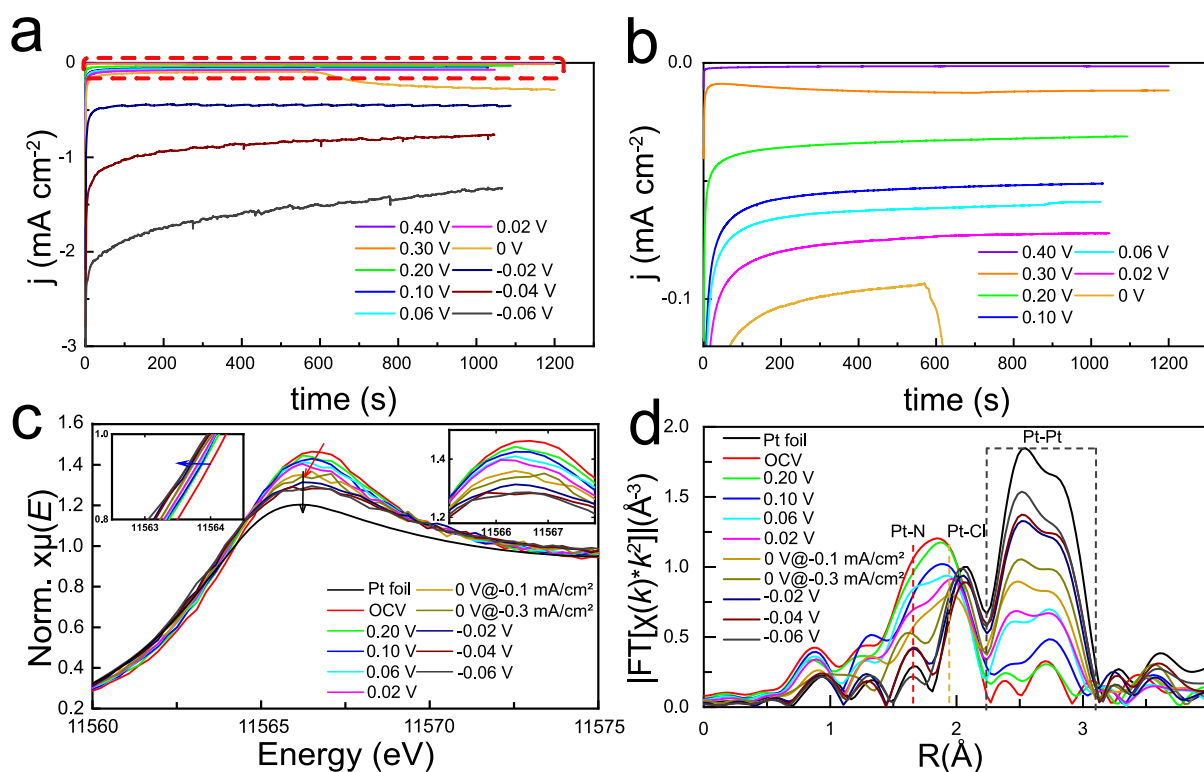 a
0
-1
-2
-3
j (mA cm⁻²)
0 200 400 600 800 1000 1200
time (s)
0.40 V 0.02 V
0.30 V 0 V
0.20 V -0.02 V
0.10 V -0.04 V
0.06 V -0.06 V
b
0.0
-0.1
j (mA cm⁻²)
0 200 400 600 800 1000 1200
time (s)
0.40 V 0.06 V
0.30 V 0.02 V
0.20 V 0 V
0.10 V
c
1.6
1.4
1.2
1.0
0.8
0.6
0.4
0.2
Norm. xμ(E)
11560 11565 11570 11575
Energy (eV)
1.0
0.8
11563 11564
1.4
1.2
11566 11567
Pt foil 0 V@-0.1 mA/cm²
OCV 0 V@-0.3 mA/cm²
0.20 V -0.02 V
0.10 V -0.04 V
0.06 V -0.06 V
0.02 V
d
2.0
1.5
1.0
0.5
0.0
|FT[χ(k)*k²]|(Å⁻³)
0 1 2 3
R(Å)
Pt foil
OCV
0.20 V
0.10 V
0.06 V
0.02 V
0 V@-0.1 mA/cm²
0 V@-0.3 mA/cm²
-0.02 V
-0.04 V
-0.06 V
Pt-N
Pt-Cl
Pt-Pt